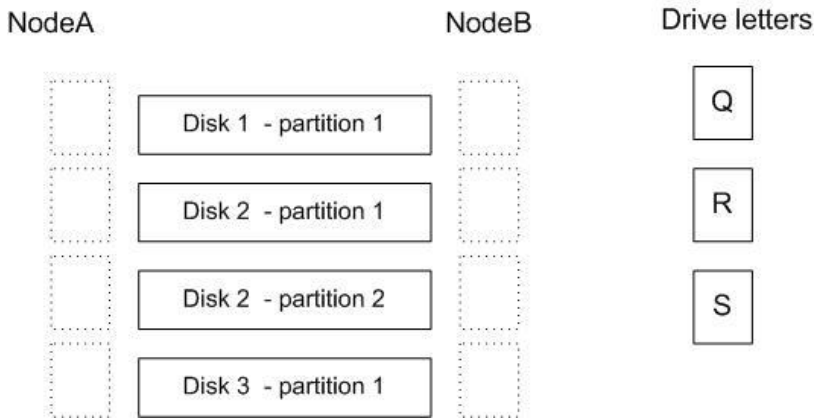 NodeA NodeB Drive letters
Disk 1 - partition 1
Q
Disk 2 - partition 1
R
Disk 2 - partition 2
S
Disk 3 - partition 1